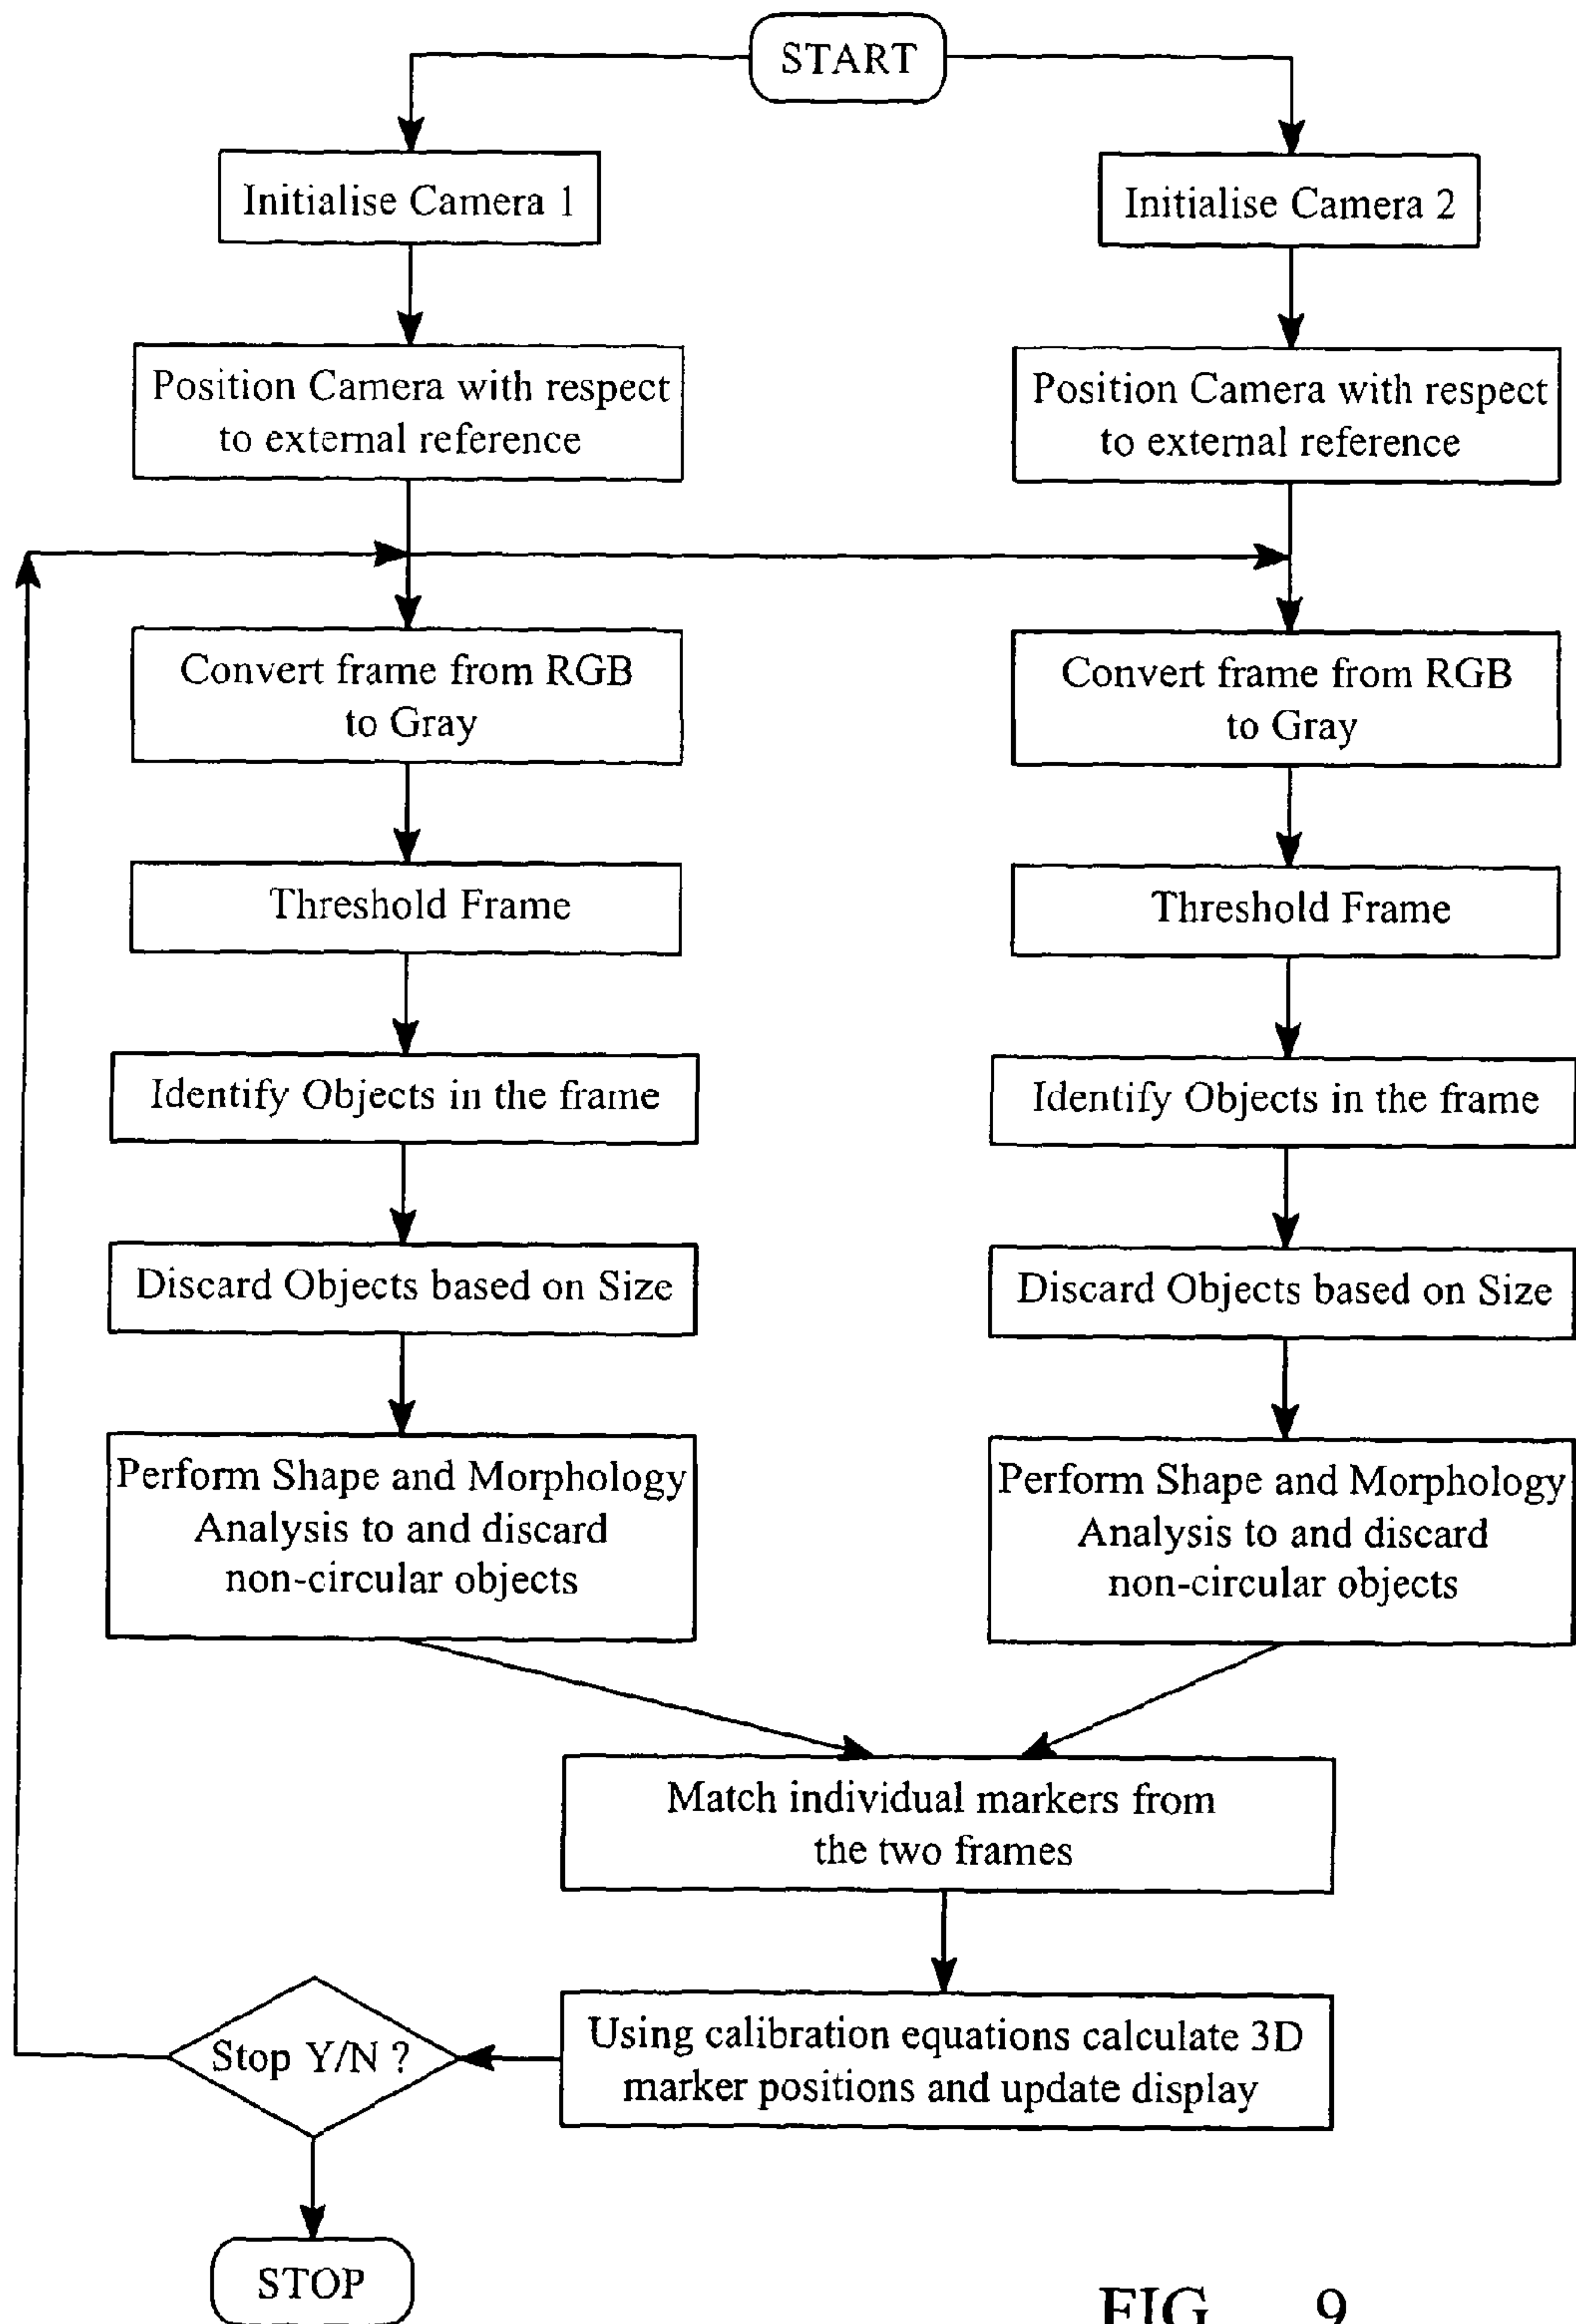 START
Initialise Camera 1
Initialise Camera 2
Position Camera with respect
to external reference
Position Camera with respect
to external reference
Convert frame from RGB
to Gray
Convert frame from RGB
to Gray
Threshold Frame
Threshold Frame
Identify Objects in the frame
Identify Objects in the frame
Discard Objects based on Size
Discard Objects based on Size
Perform Shape and Morphology
Analysis to and discard
non-circular objects
Perform Shape and Morphology
Analysis to and discard
non-circular objects
Match individual markers from
the two frames
Using calibration equations calculate 3D
marker positions and update display
Stop Y/N ?
STOP
FIG 9